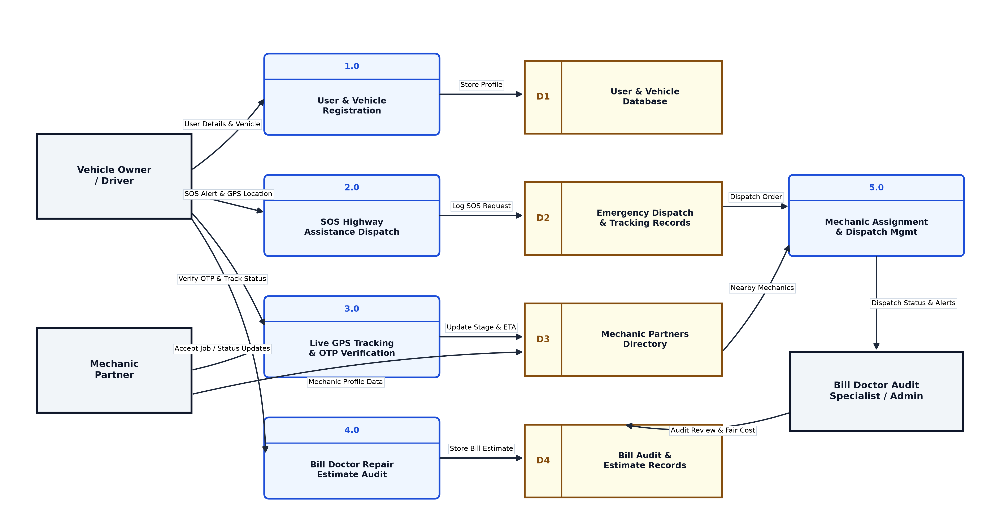 1.0
User & Vehicle
Registration
Store Profile
D1
User & Vehicle
Database
User Details & Vehicle
Vehicle Owner
/ Driver
SOS Alert & GPS Location
2.0
SOS Highway
Assistance Dispatch
Log SOS Request
D2
Emergency Dispatch
& Tracking Records
Dispatch Order
5.0
Mechanic Assignment
& Dispatch Mgmt
Verify OTP & Track Status
Nearby Mechanics
Dispatch Status & Alerts
3.0
Live GPS Tracking
& OTP Verification
Update Stage & ETA
D3
Mechanic Partners
Directory
Accept Job / Status Updates
Mechanic
Partner
Mechanic Profile Data
Bill Doctor Audit
Specialist / Admin
4.0
Bill Doctor Repair
Estimate Audit
Store Bill Estimate
D4
Bill Audit &
Estimate Records
Audit Review & Fair Cost